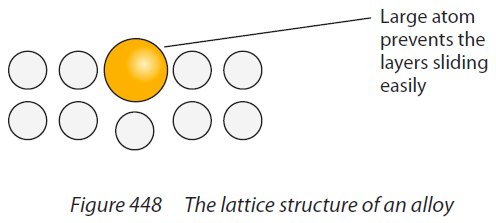 Large atom
prevents the
layers sliding
easily
Figure 448 The lattice structure of an alloy